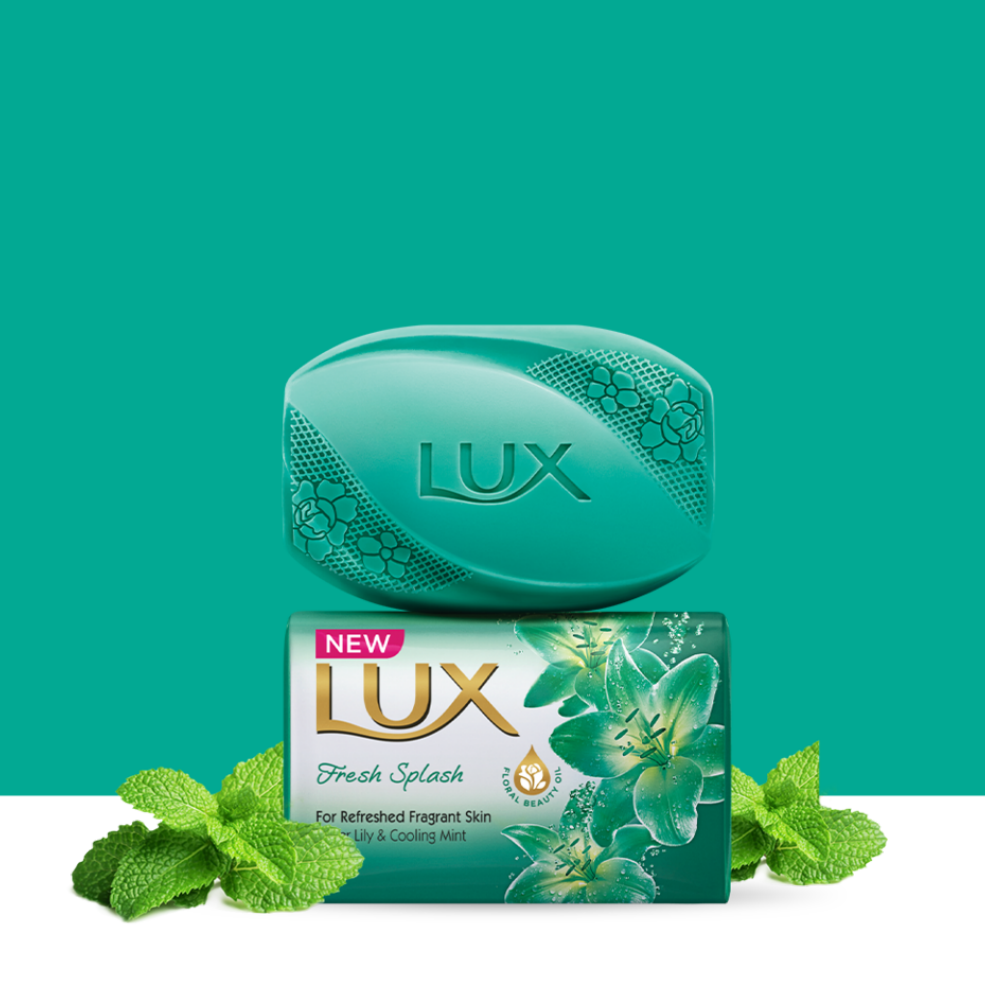 LUX
NEW
LUX
Fresh Splash
FLORAL BEAUTY OIL
For Refreshed Fragrant Skin
Lily & Cooling Mint